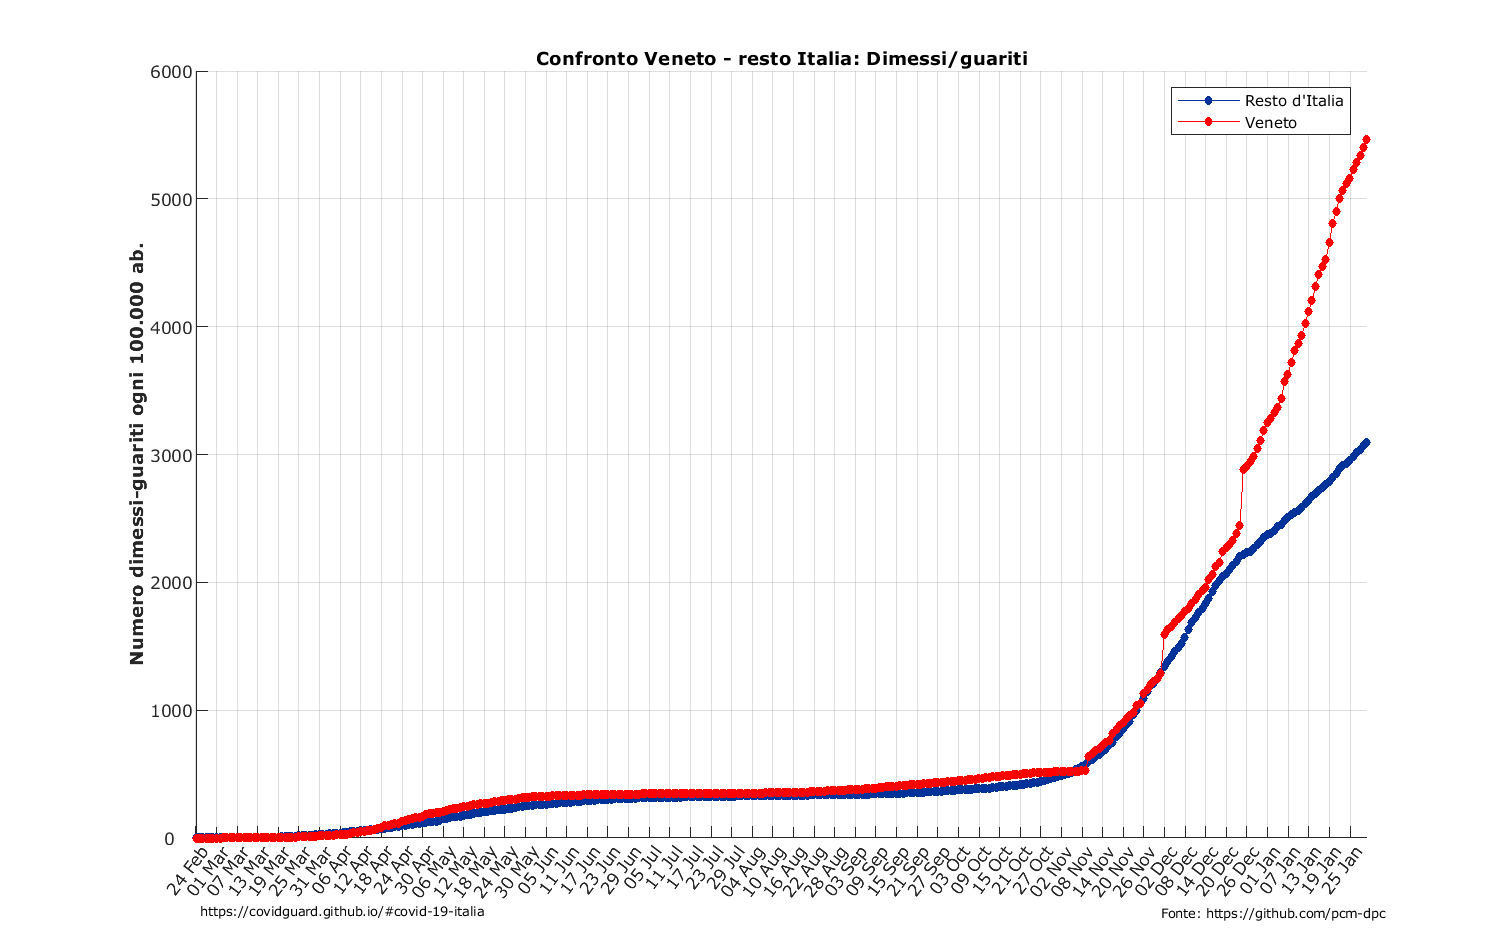 Confronto Veneto - resto Italia: Dimessi/guariti
6000
5000
4000
3000
2000
1000
0
Numero dimessi-guariti ogni 100.000 ab.
Resto d'Italia
Veneto
24 Feb
01 Mar
07 Mar
13 Mar
19 Mar
25 Mar
31 Mar
06 Apr
12 Apr
18 Apr
24 Apr
30 Apr
06 May
12 May
18 May
24 May
30 May
05 Jun
11 Jun
17 Jun
23 Jun
29 Jun
05 Jul
11 Jul
17 Jul
23 Jul
29 Jul
04 Aug
10 Aug
16 Aug
22 Aug
28 Aug
03 Sep
09 Sep
15 Sep
21 Sep
27 Sep
03 Oct
09 Oct
15 Oct
21 Oct
27 Oct
02 Nov
08 Nov
14 Nov
20 Nov
26 Nov
02 Dec
08 Dec
14 Dec
20 Dec
26 Dec
01 Jan
07 Jan
13 Jan
19 Jan
25 Jan
https://covidguard.github.io/#covid-19-italia
Fonte: https://github.com/pcm-dpc